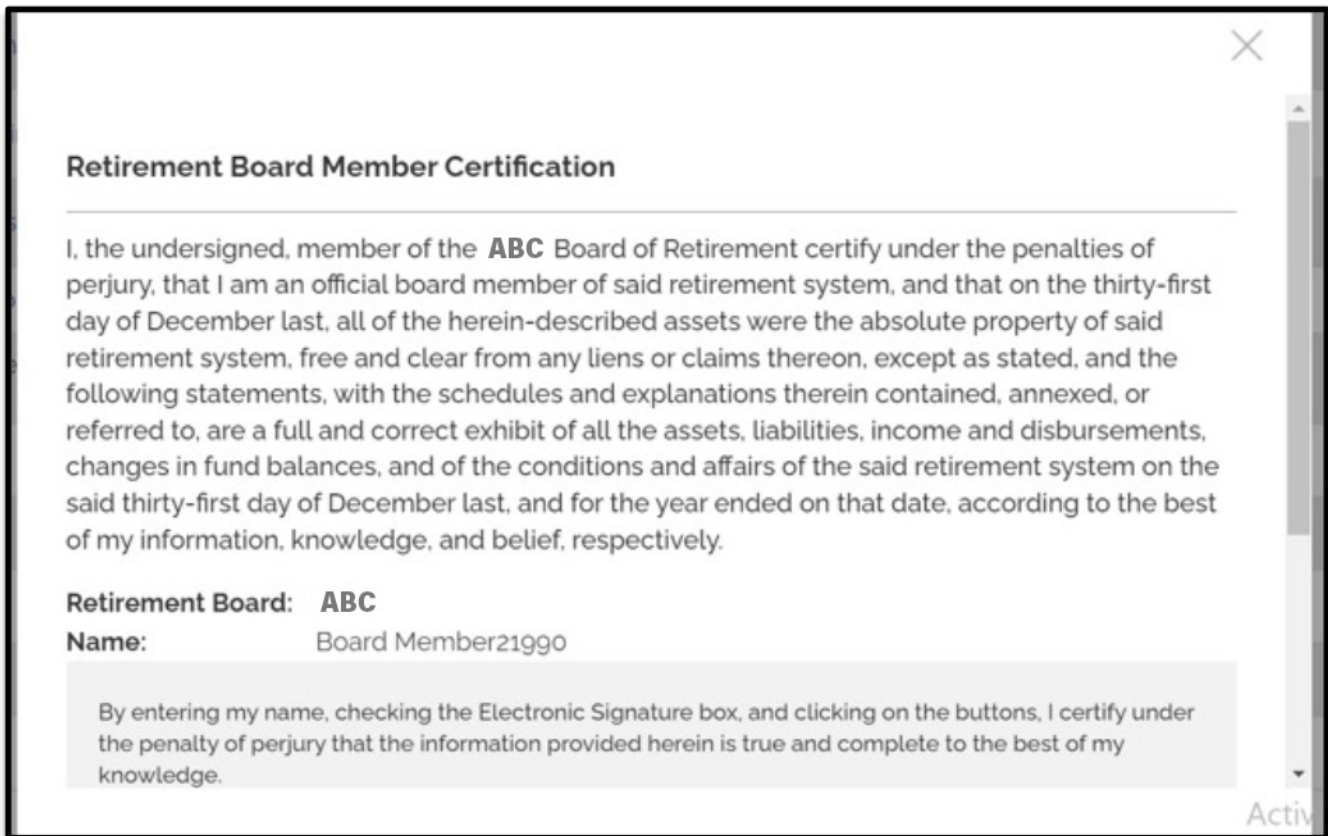 Retirement Board Member Certification
I, the undersigned, member of the ABC Board of Retirement certify under the penalties of
perjury, that I am an official board member of said retirement system, and that on the thirty-first
day of December last, all of the herein-described assets were the absolute property of said
retirement system, free and clear from any liens or claims thereon, except as stated, and the
following statements, with the schedules and explanations therein contained, annexed, or
referred to, are a full and correct exhibit of all the assets, liabilities, income and disbursements,
changes in fund balances, and of the conditions and affairs of the said retirement system on the
said thirty-first day of December last, and for the year ended on that date, according to the best
of my information, knowledge, and belief, respectively.
Retirement Board: ABC
Name: Board Member21990
By entering my name, checking the Electronic Signature box, and clicking on the buttons, I certify under
the penalty of perjury that the information provided herein is true and complete to the best of my
knowledge.
Activ